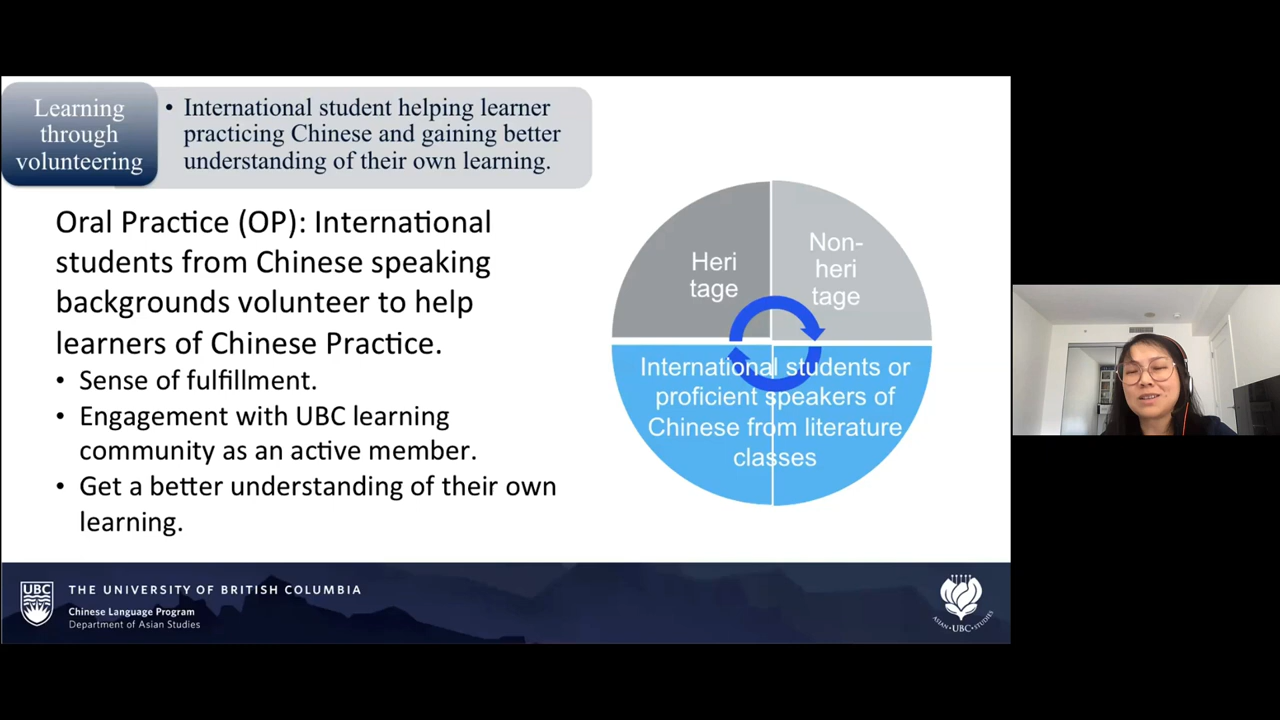 Learning
through
volunteering
• International student helping learner
practicing Chinese and gaining better
understanding of their own learning.
Oral Practice (OP): International
students from Chinese speaking
backgrounds volunteer to help
learners of Chinese Practice.
• Sense of fulfillment.
• Engagement with UBC learning
community as an active member.
• Get a better understanding of their own
learning.
Heri
tage
Non-
heri
tage
International students or
proficient speakers of
Chinese from literature
classes
UBC
THE UNIVERSITY OF BRITISH COLUMBIA
Chinese Language Program
Department of Asian Studies
ASIAN • UBC • STUDIES